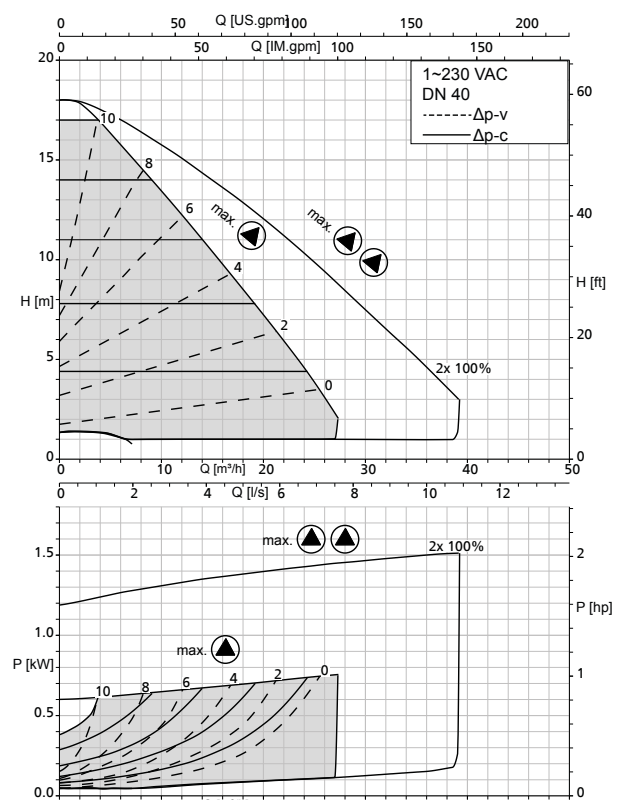 Q [US.gpm]
0 50 100 150 200
Q [IM.gpm]
0 50 100 150
1~230 VAC
DN 40
Δp-v
Δp-c
20
15
10
H [m]
5
0
60
40
H [ft]
20
0
10
8
6
4
2
0
max.
max.
2x 100%
0 10 20 30 40 50
Q [m³/h]
0 2 4 6 8 10 12
Q [l/s]
1.5
1.0
P [kW]
0.5
0.0
2
P [hp]
1
0
max.
2x 100%
max.
10 8 6 4 2 0